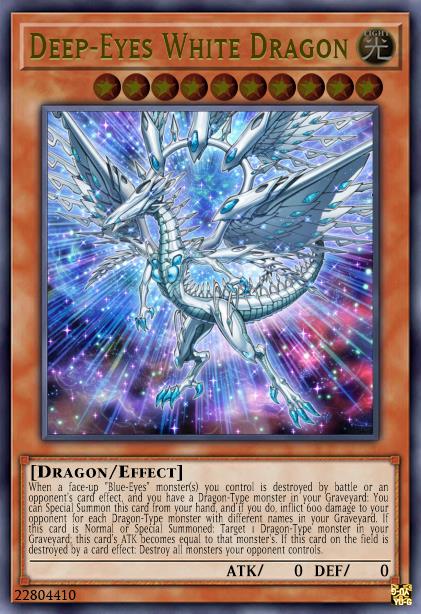 DEEP-EYES WHITE DRAGON
LIGHT
光
[DRAGON/EFFECT]
When a face-up "Blue-Eyes" monster(s) you control is destroyed by battle or an
opponent's card effect, and you have a Dragon-Type monster in your Graveyard: You
can Special Summon this card from your hand, and if you do, inflict 600 damage to your
opponent for each Dragon-Type monster with different names in your Graveyard. If
this card is Normal or Special Summoned: Target 1 Dragon-Type monster in your
Graveyard; this card's ATK becomes equal to that monster's. If this card on the field is
destroyed by a card effect: Destroy all monsters your opponent controls.
ATK/ 0 DEF/ 0
22804410